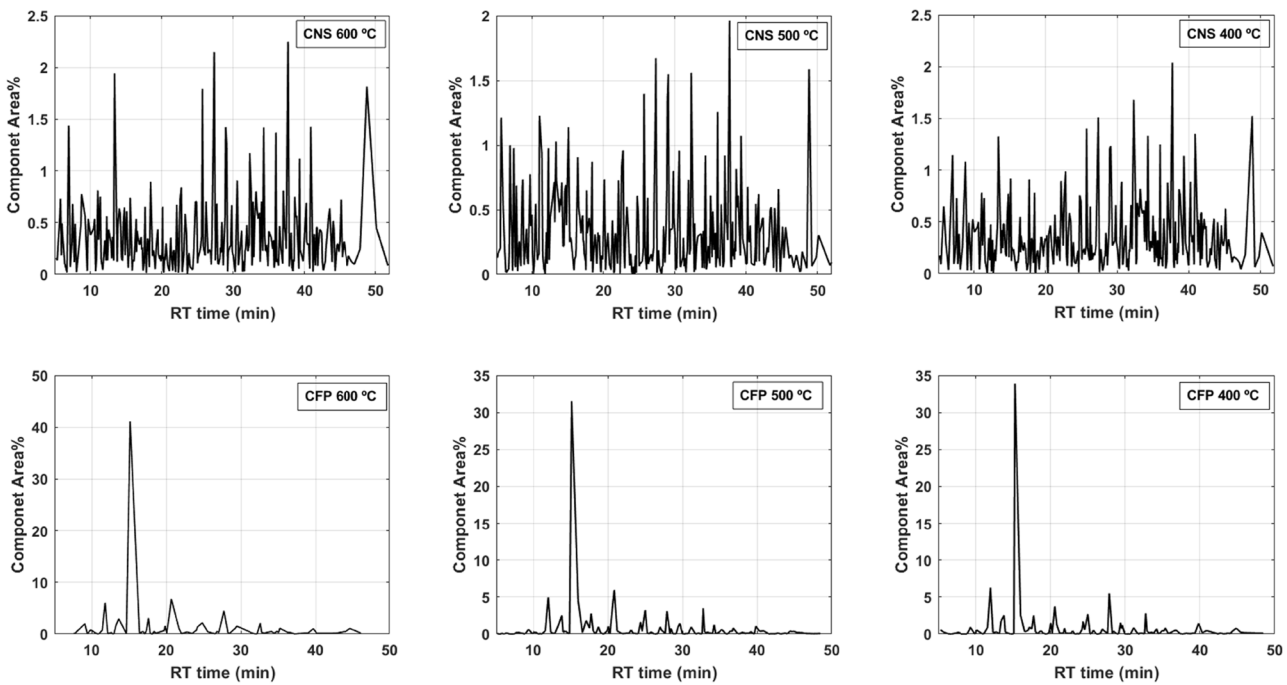 CNS 600 ºC
2.5
2
1.5
1
0.5
0
Componet Area%
10 20 30 40 50
RT time (min)
CNS 500 ºC
2
1.5
1
0.5
0
Componet Area%
10 20 30 40 50
RT time (min)
CNS 400 ºC
2.5
2
1.5
1
0.5
0
Componet Area%
10 20 30 40 50
RT time (min)
CFP 600 ºC
50
40
30
20
10
0
Componet Area%
10 20 30 40 50
RT time (min)
CFP 500 ºC
35
30
25
20
15
10
5
0
Componet Area%
10 20 30 40 50
RT time (min)
CFP 400 ºC
35
30
25
20
15
10
5
0
Componet Area%
10 20 30 40 50
RT time (min)